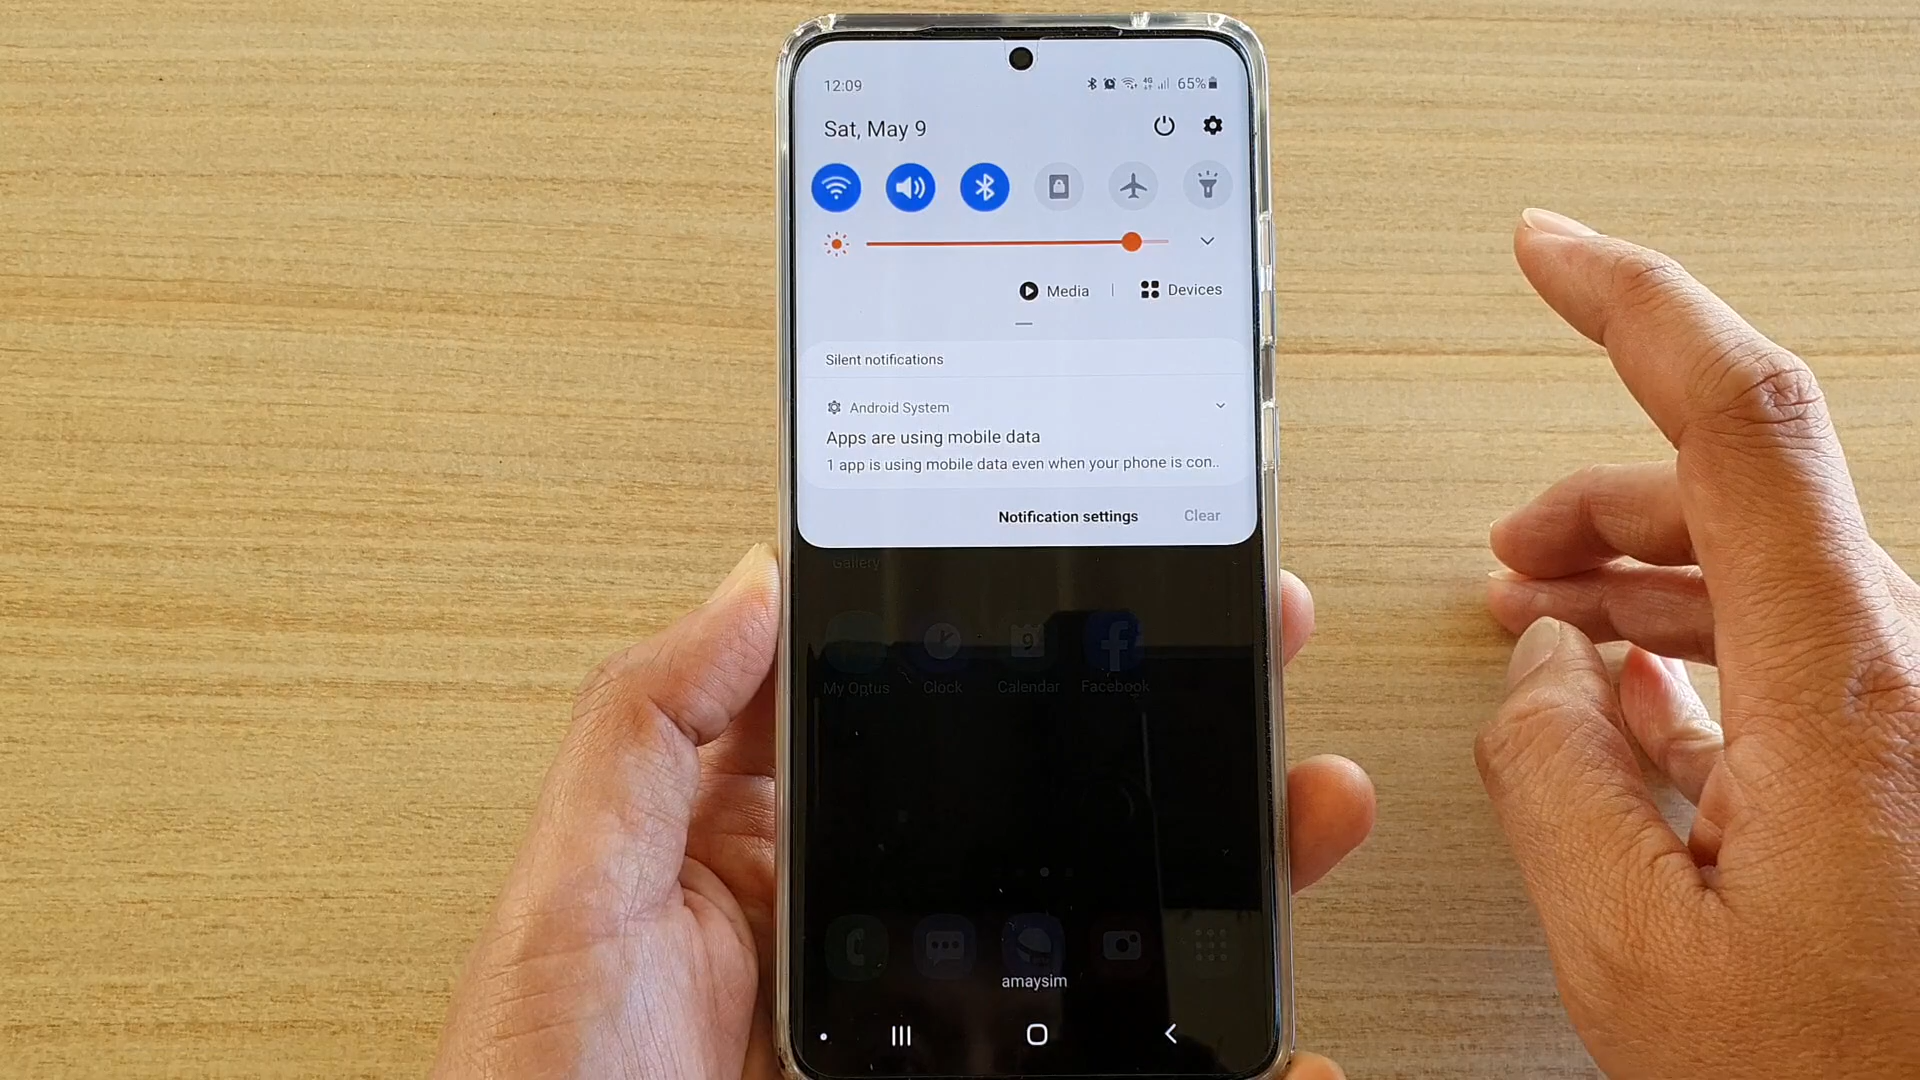 12:09
4G
65%
Sat, May 9
Media
Devices
Silent notifications
Android System
Apps are using mobile data
1 app is using mobile data even when your phone is con..
Notification settings
Clear
Gallery
9
My Optus
Clock
Calendar
Facebook
amaysim